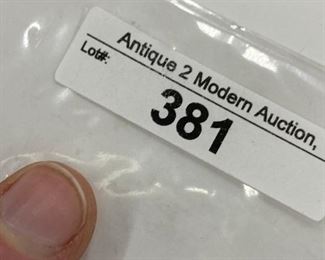 Antique 2 Modern Auction,
Lot#:
381